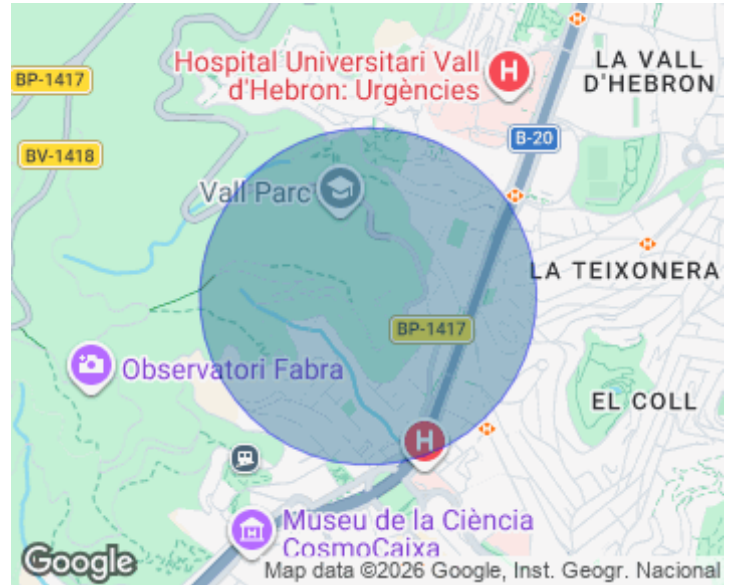 Hospital Universitari Vall
d'Hebron: Urgències
H
LA VALL
D'HEBRON
BP-1417
B-20
BV-1418
Vall Parc
LA TEIXONERA
BP-1417
Observatori Fabra
EL COLL
H
Museu de la Ciència
CosmoCaixa
Google
Map data ©2026 Google, Inst. Geogr. Nacional